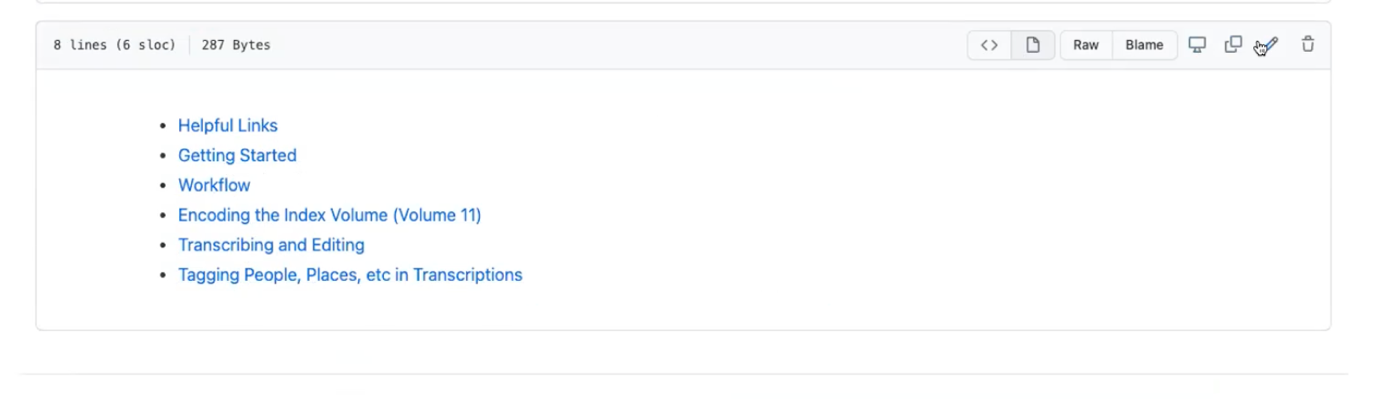 8 lines (6 sloc) 287 Bytes Raw Blame
Helpful Links
Getting Started
Workflow
Encoding the Index Volume (Volume 11)
Transcribing and Editing
Tagging People, Places, etc in Transcriptions